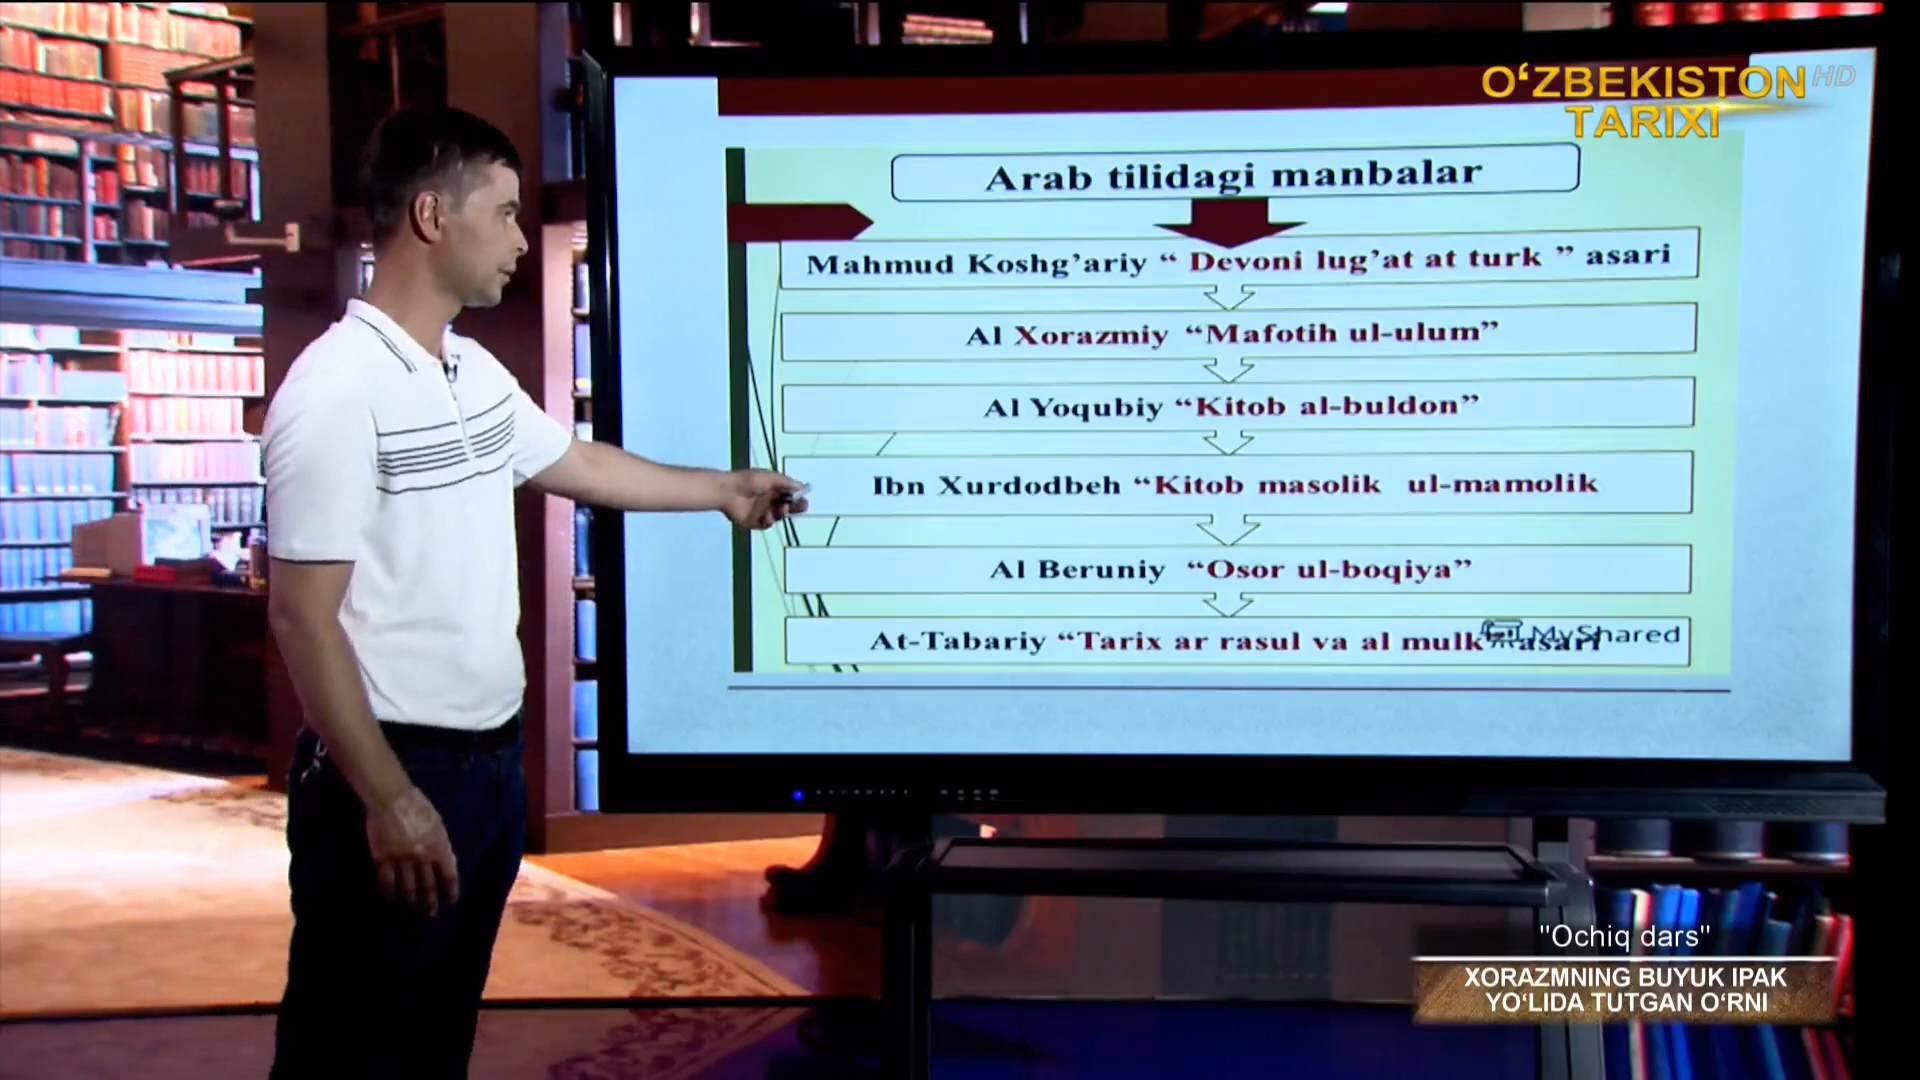 O‘ZBEKISTON HD
TARIXI
Arab tilidagi manbalar
Mahmud Koshg’ariy “ Devoni lug’at at turk ” asari
Al Xorazmiy “Mafotih ul-ulum”
Al Yoqubiy “Kitob al-buldon”
Ibn Xurdodbeh “Kitob masolik ul-mamolik
Al Beruniy “Osor ul-boqiya”
At-Tabariy “Tarix ar rasul va al mulk” asari
MyShared
"Ochiq dars"
XORAZMNING BUYUK IPAK
YO‘LIDA TUTGAN O‘RNI